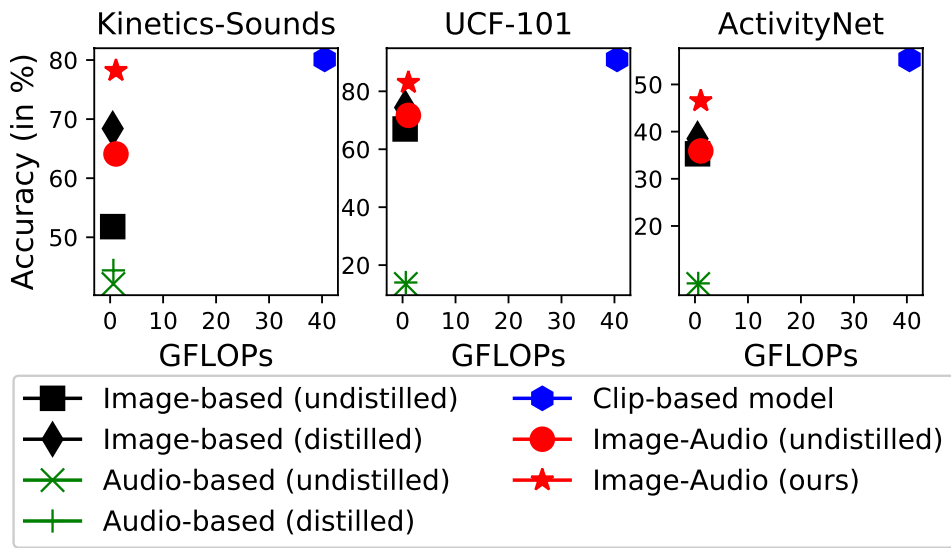 Kinetics-Sounds UCF-101 ActivityNet
Accuracy (in %)
80
70
60
50
80
60
40
20
50
40
30
20
0 10 20 30 40 0 10 20 30 40 0 10 20 30 40
GFLOPs GFLOPs GFLOPs
Image-based (undistilled)
Image-based (distilled)
Audio-based (undistilled)
Audio-based (distilled)
Clip-based model
Image-Audio (undistilled)
Image-Audio (ours)